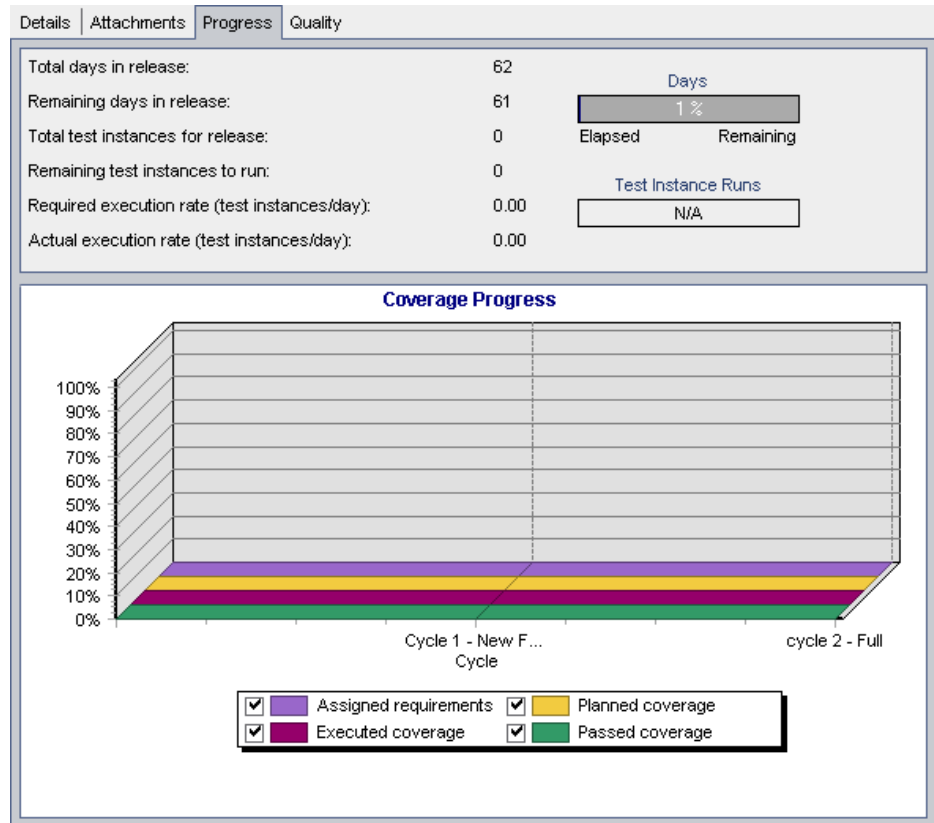 Details Attachments Progress Quality
Total days in release: 62
Remaining days in release: 61
Total test instances for release: 0
Remaining test instances to run: 0
Required execution rate (test instances/day): 0.00
Actual execution rate (test instances/day): 0.00
Days
1 %
Elapsed Remaining
Test Instance Runs
N/A
Coverage Progress
100%
90%
80%
70%
60%
50%
40%
30%
20%
10%
0%
Cycle 1 - New F... cycle 2 - Full
Cycle
Assigned requirements Planned coverage
Executed coverage Passed coverage